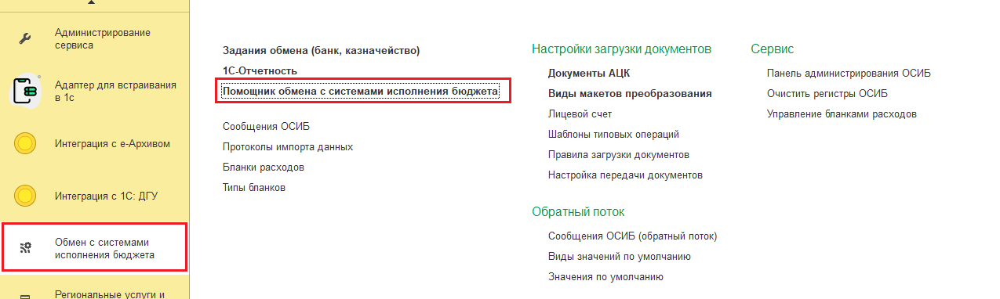 Администрирование
сервиса
Адаптер для встраивания
в 1с
Интеграция с е-Архивом
Интеграция с 1С: ДГУ
Обмен с системами
исполнения бюджета
Региональные услуги и
Задания обмена (банк, казначейство)
1С-Отчетность
Помощник обмена с системами исполнения бюджета
Сообщения ОСИБ
Протоколы импорта данных
Бланки расходов
Типы бланков
Настройки загрузки документов
Документы АЦК
Виды макетов преобразования
Лицевой счет
Шаблоны типовых операций
Правила загрузки документов
Настройка передачи документов
Обратный поток
Сообщения ОСИБ (обратный поток)
Виды значений по умолчанию
Значения по умолчанию
Сервис
Панель администрирования ОСИБ
Очистить регистры ОСИБ
Управление бланками расходов